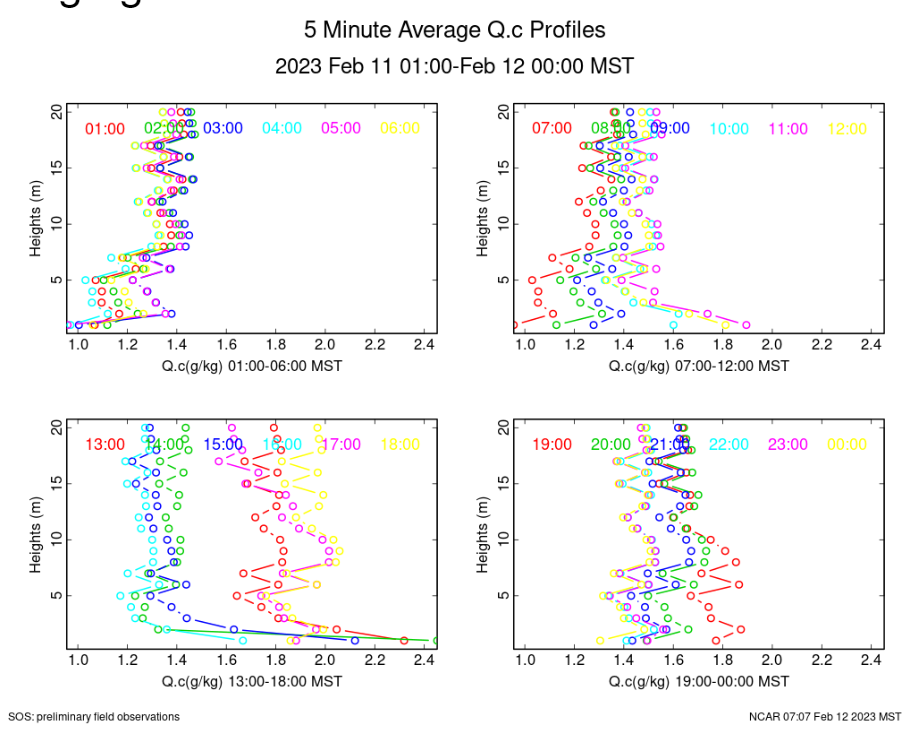 5 Minute Average Q.c Profiles
2023 Feb 11 01:00-Feb 12 00:00 MST
01:00 02:00 03:00 04:00 05:00 06:00
20
15
10
5
Heights (m)
1.0 1.2 1.4 1.6 1.8 2.0 2.2 2.4
Q.c(g/kg) 01:00-06:00 MST
07:00 08:00 09:00 10:00 11:00 12:00
20
15
10
5
Heights (m)
1.0 1.2 1.4 1.6 1.8 2.0 2.2 2.4
Q.c(g/kg) 07:00-12:00 MST
13:00 14:00 15:00 16:00 17:00 18:00
20
15
10
5
Heights (m)
1.0 1.2 1.4 1.6 1.8 2.0 2.2 2.4
Q.c(g/kg) 13:00-18:00 MST
19:00 20:00 21:00 22:00 23:00 00:00
20
15
10
5
Heights (m)
1.0 1.2 1.4 1.6 1.8 2.0 2.2 2.4
Q.c(g/kg) 19:00-00:00 MST
SOS: preliminary field observations
NCAR 07:07 Feb 12 2023 MST